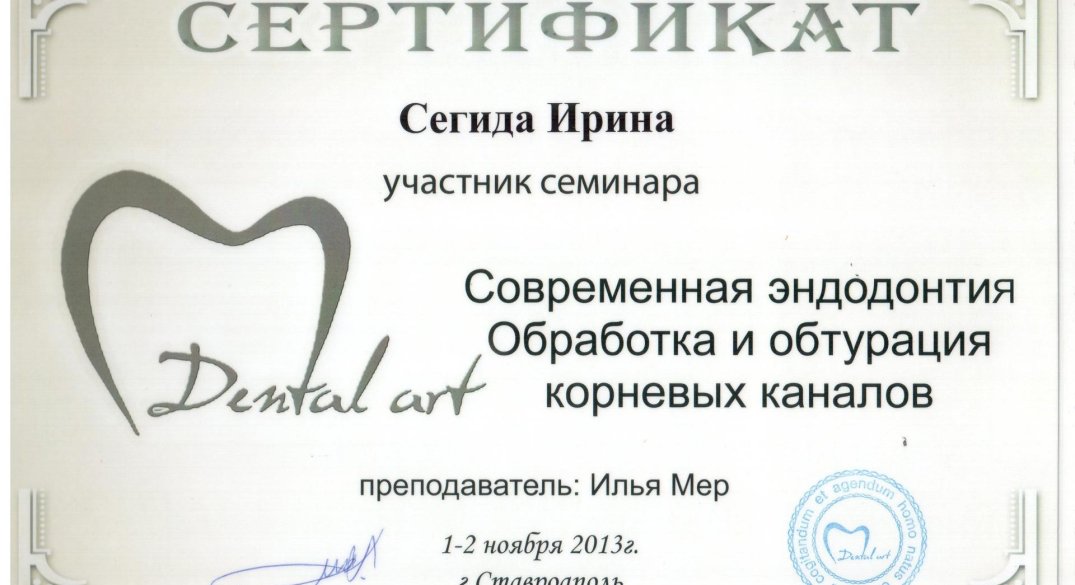 СЕРТИФИКАТ
Сегида Ирина
участник семинара
Современная эндодонтия
Обработка и обтурация
корневых каналов
Dental art
преподаватель: Илья Мер
1-2 ноября 2013г.
г.Ставрополь
cogitandum et agendum homo natus
Dental art